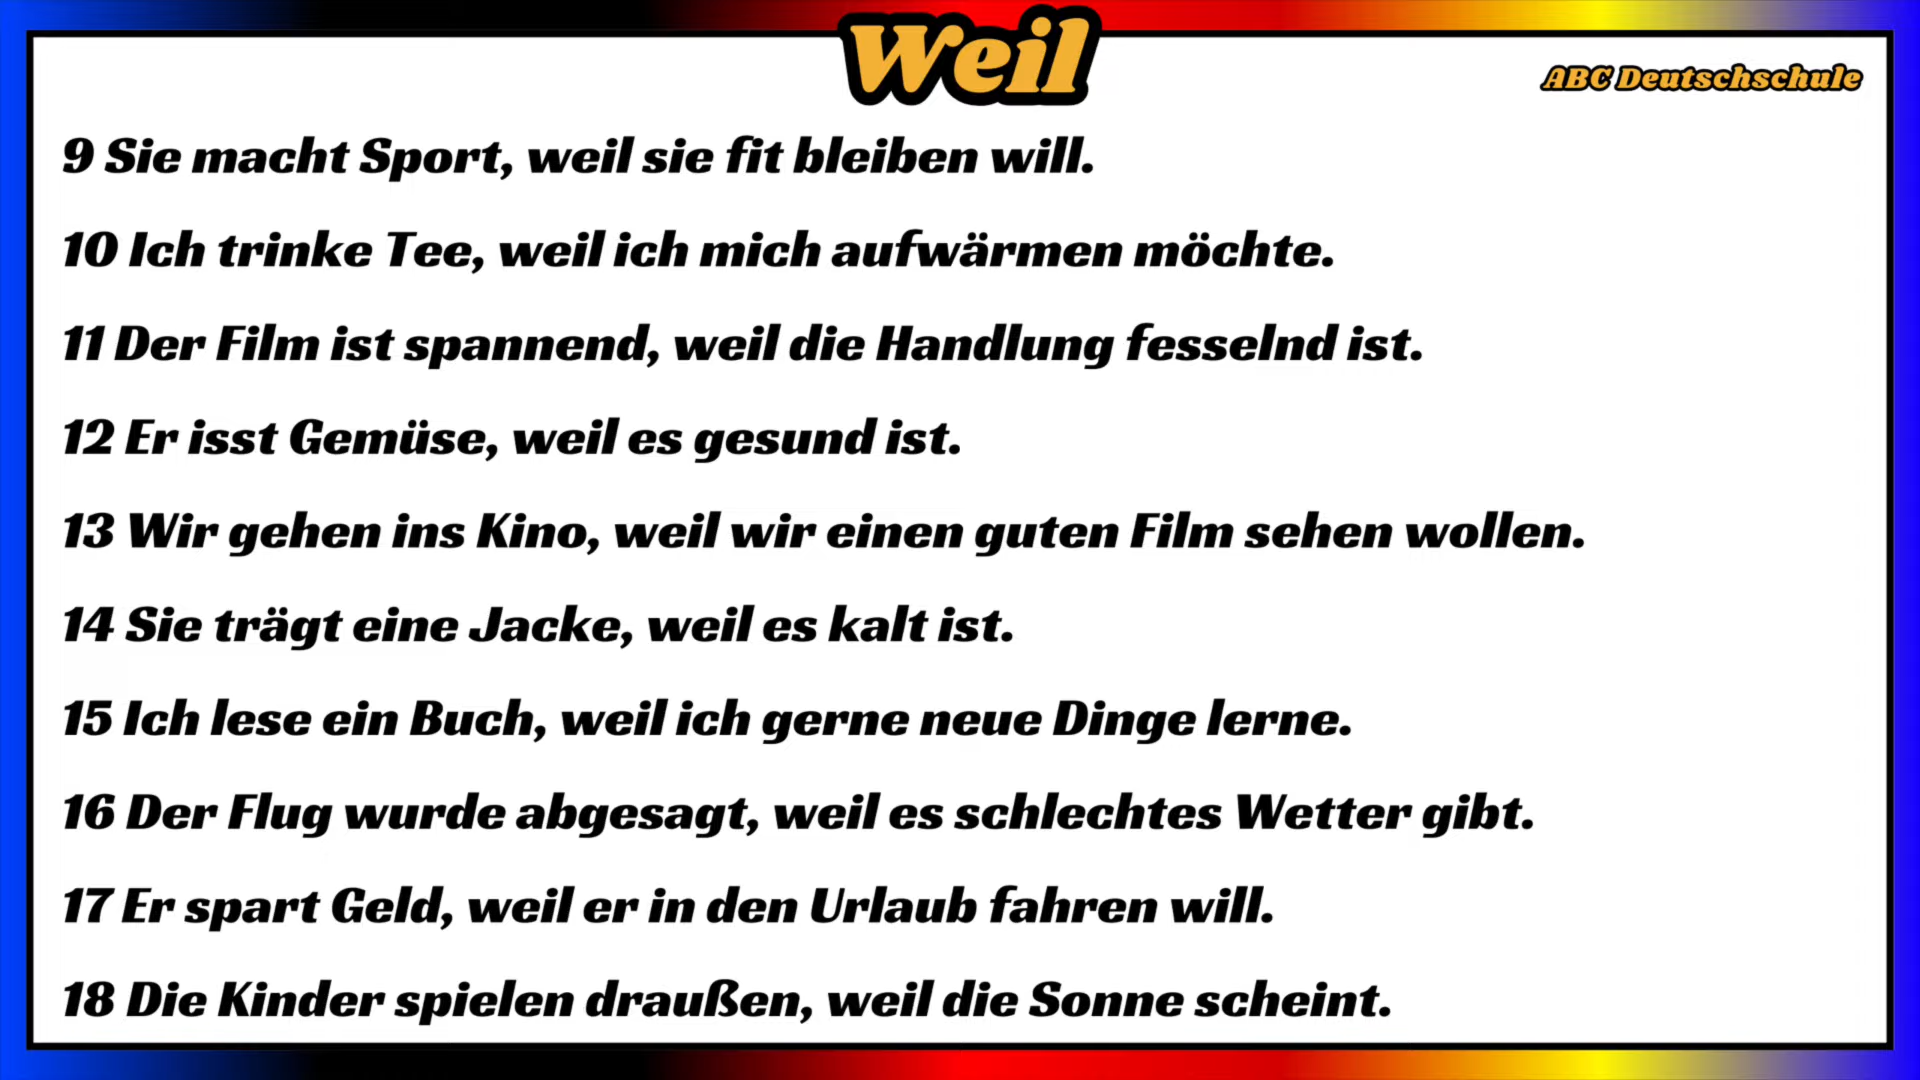 Weil
ABC Deutschschule
9 Sie macht Sport, weil sie fit bleiben will.
10 Ich trinke Tee, weil ich mich aufwärmen möchte.
11 Der Film ist spannend, weil die Handlung fesselnd ist.
12 Er isst Gemüse, weil es gesund ist.
13 Wir gehen ins Kino, weil wir einen guten Film sehen wollen.
14 Sie trägt eine Jacke, weil es kalt ist.
15 Ich lese ein Buch, weil ich gerne neue Dinge lerne.
16 Der Flug wurde abgesagt, weil es schlechtes Wetter gibt.
17 Er spart Geld, weil er in den Urlaub fahren will.
18 Die Kinder spielen draußen, weil die Sonne scheint.